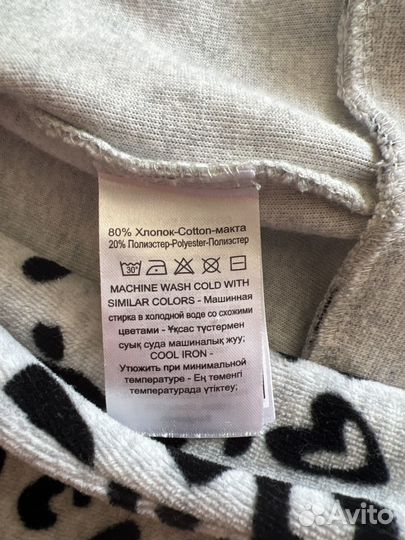 80% Хлопок-Cotton-мақта
20% Полиэстер-Polyester-Полиэстер
30°
MACHINE WASH COLD WITH
SIMILAR COLORS - Машинная
стирка в холодной воде со схожими
цветами - Ұқсас түстермен
суық суда машиналық жуу;
COOL IRON -
Утюжить при минимальной
температуре - Ең төменгі
температурада үтіктеу;
Avito